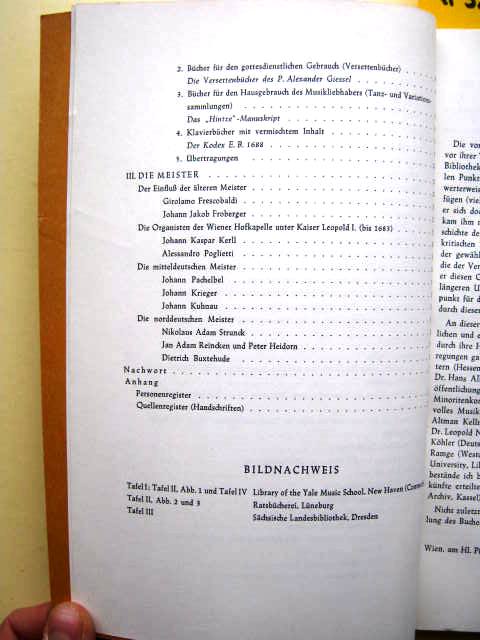 2. Bücher für den gottesdienstlichen Gebrauch (Versettenbücher) . . . .
Die Versettenbücher des P. Alexander Giessel . . . . . . . .
3. Bücher für den Hausgebrauch des Musikliebhabers (Tanz- und Variations-
sammlungen) . . . . . . . . . . . . . . . .
Das „Hintze"-Manuskript . . . . . . . . . . . . .
4. Klavierbücher mit vermischtem Inhalt . . . . . . . . .
Der Kodex E. B. 1688 . . . . . . . . . . . . . .
5. Übertragungen . . . . . . . . . . . . . . . .
III. DIE MEISTER . . . . . . . . . . . . . . . . .
Der Einfluß der älteren Meister . . . . . . . . . . . . .
Girolamo Frescobaldi . . . . . . . . . . . . . .
Johann Jakob Froberger . . . . . . . . . . . . .
Die Organisten der Wiener Hofkapelle unter Kaiser Leopold I. (bis 1683) . . .
Johann Kaspar Kerll . . . . . . . . . . . . . .
Alessandro Poglietti . . . . . . . . . . . . . .
Die mitteldeutschen Meister . . . . . . . . . . . . . .
Johann Pachelbel . . . . . . . . . . . . . . .
Johann Krieger . . . . . . . . . . . . . . . .
Johann Kuhnau . . . . . . . . . . . . . . . .
Die norddeutschen Meister . . . . . . . . . . . . . .
Nikolaus Adam Strunck . . . . . . . . . . . . .
Jan Adam Reincken und Peter Heidorn . . . . . . . . .
Dietrich Buxtehude . . . . . . . . . . . . . .
Nachwort . . . . . . . . . . . . . . . . . . .
Anhang
Personenregister . . . . . . . . . . . . . . . . .
Quellenregister (Handschriften) . . . . . . . . . . . . .
BILDNACHWEIS
Tafel I; Tafel II, Abb. 1 und Tafel IV Library of the Yale Music School, New Haven
Tafel II, Abb. 2 und 3 Ratsbücherei, Lüneburg
Tafel III Sächsische Landesbibliothek, Dresden
Die vo
vor ihrer
Bibliothek
len Punkt
werterweis
fügen (viel
er sich do
kam ihm
schichte de
kritischen
der gewähl
die der Ver
er diesen
längeren U
punkt für d
durch diese
An dieser
lichen und e
durch ihre H
regungen ga
tern (Hessen
Dr. Hans Al
öffentlichung
Minoritenkon
volles Musik
Altman Kell
Dr. Leopold N
Köhler (Deuts
Ramge (West
University, Lil
bestände ich b
künfte erteilte
Archiv, Kassel)
Nicht zuletzt
lung des Bucho
Wien, am Hl. P